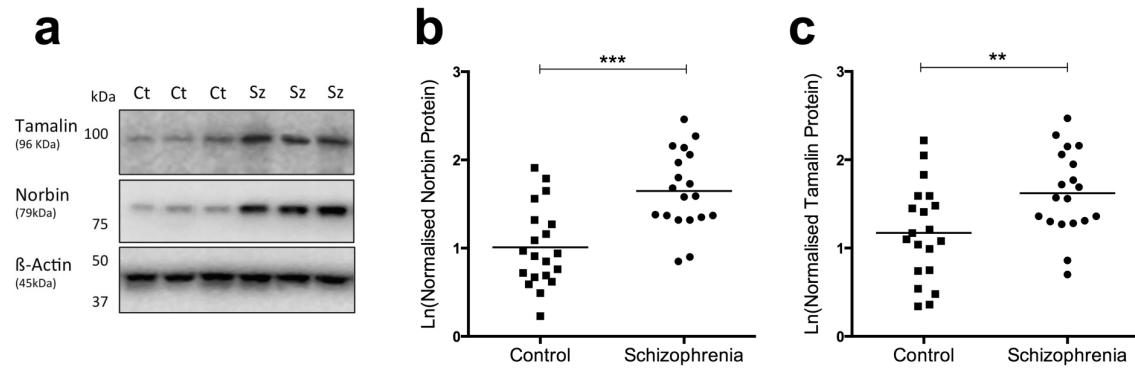 a
kDa Ct Ct Ct Sz Sz Sz
Tamalin 100
(96 KDa)
Norbin
(79kDa)
75
ß-Actin 50
(45kDa)
37
b
***
Ln(Normalised Norbin Protein)
3
2
1
0
Control Schizophrenia
c
**
Ln(Normalised Tamalin Protein)
3
2
1
0
Control Schizophrenia